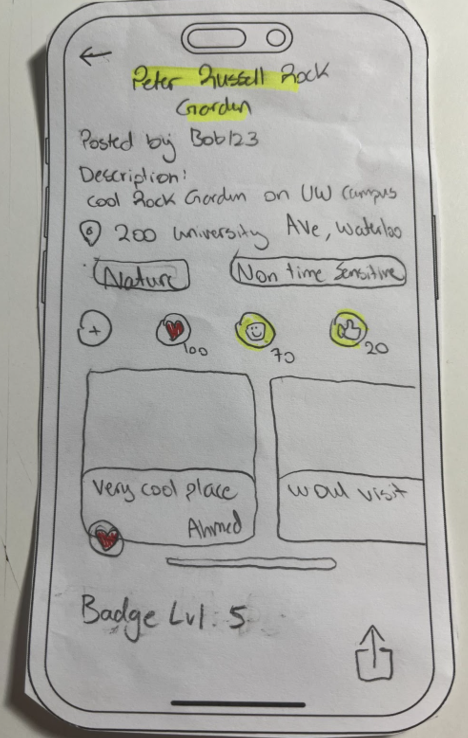 Peter Russell Rock
Garden
Posted by Bob123
Description:
cool Rock Garden on UW campus
200 university Ave, Waterloo
Nature
Non time Sensitive
+
100
70
20
Very cool place
Ahmed
woul visit
Badge Lvl: 5